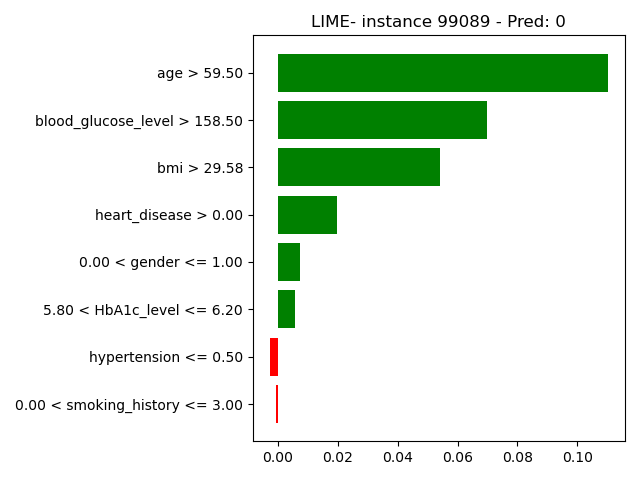 LIME- instance 99089 - Pred: 0
age > 59.50
blood_glucose_level > 158.50
bmi > 29.58
heart_disease > 0.00
0.00 < gender <= 1.00
5.80 < HbA1c_level <= 6.20
hypertension <= 0.50
0.00 < smoking_history <= 3.00
0.00 0.02 0.04 0.06 0.08 0.10